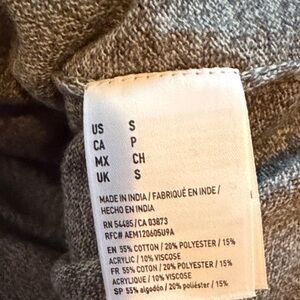 US S
CA P
MX CH
UK S
MADE IN INDIA / FABRIQUÉ EN INDE /
HECHO EN INDIA
RN 54485 / CA 03873
RFC# AEM120605U9A
EN 55% COTTON / 20% POLYESTER / 15%
ACRYLIC / 10% VISCOSE
FR 55% COTON / 20% POLYESTER / 15%
ACRYLIQUE / 10% VISCOSE
SP 55% algodón / 20% poliéster / 15%